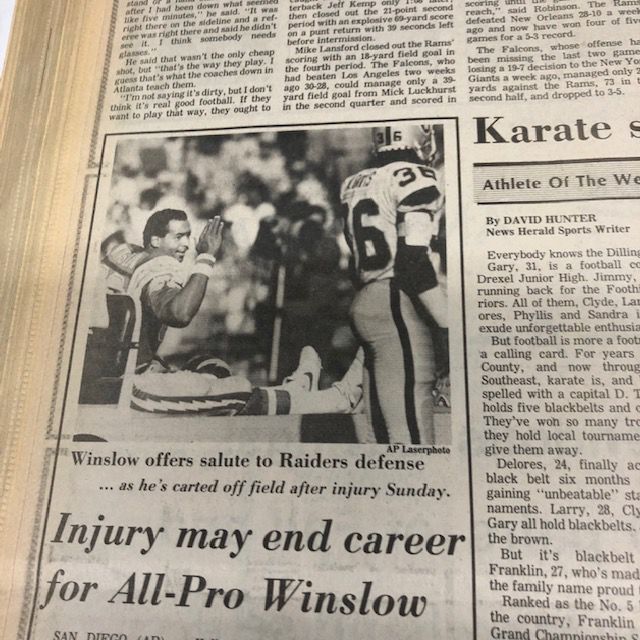 stand or a
after I had been down what seemed
like five minutes," he said. "It was
right there on the sideline and a ref-
eree was right there and said he didn't
see it. I think somebody needs
glasses."
He said that wasn't the only cheap
shot, but "that's the way they play. I
guess that's what the coaches down in
Atlanta teach them.
"I'm not saying it's dirty, but I don't
think it's real good football. If they
want to play that way, they ought to
terback Jeff Kemp only 1:06 later,
then closed out the 21-point second
period with an explosive 69-yard score
on a punt return with 39 seconds left
before intermission.
Mike Lansford closed out the Rams'
scoring with an 18-yard field goal in
the fourth period. The Falcons, who
had beaten Los Angeles two weeks
ago 30-28, could manage only a 39-
yard field goal from Mick Luckhurst
in the second quarter and scored in
scoring until
reach," said Robinson. The Ra
defeated New Orleans 28-10 a week
ago and now have won four of five
games for a 5-3 record.
The Falcons, whose offense ha
been missing the last two game
losing a 19-7 decision to the New Yo
Giants a week ago, managed only 7
yards against the Rams, 73 in t
second half, and dropped to 3-5.
36
36
AP Laserphoto
Winslow offers salute to Raiders defense
... as he's carted off field after injury Sunday.
Injury may end career
for All-Pro Winslow
SAN DIEGO (AP)
Karate s
Athlete Of The We
By DAVID HUNTER
News Herald Sports Writer
Everybody knows the Dilling
Gary, 31, is a football co
Drexel Junior High. Jimmy,
running back for the Foothi
riors. All of them, Clyde, Lar
ores, Phyllis and Sandra i
exude unforgettable enthusia
But football is more a foot
a calling card. For years
County, and now throug
Southeast, karate is, and
spelled with a capital D. T
holds five blackbelts and
They've won so many tro
they hold local tourname
give them away.
Delores, 24, finally ac
black belt six months
gaining "unbeatable" sta
naments. Larry, 28, Cly
Gary all hold blackbelts.
the brown.
But it's blackbelt
Franklin, 27, who's mad
the family name proud
Ranked as the No. 5
the country, Franklin
Grand Championship S